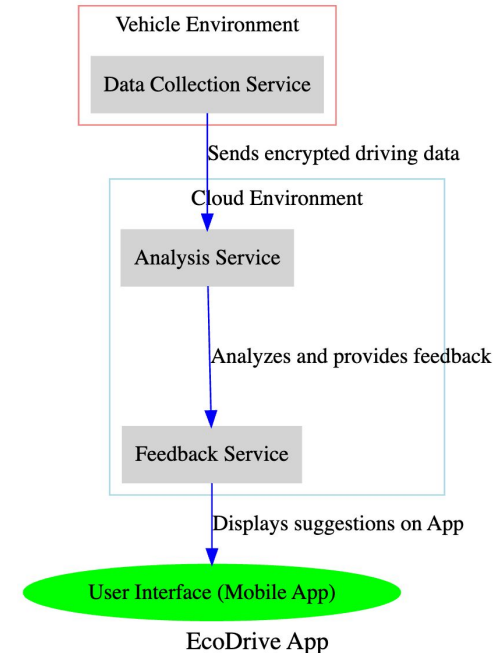 Vehicle Environment
Data Collection Service
Sends encrypted driving data
Cloud Environment
Analysis Service
Analyzes and provides feedback
Feedback Service
Displays suggestions on App
User Interface (Mobile App)
EcoDrive App